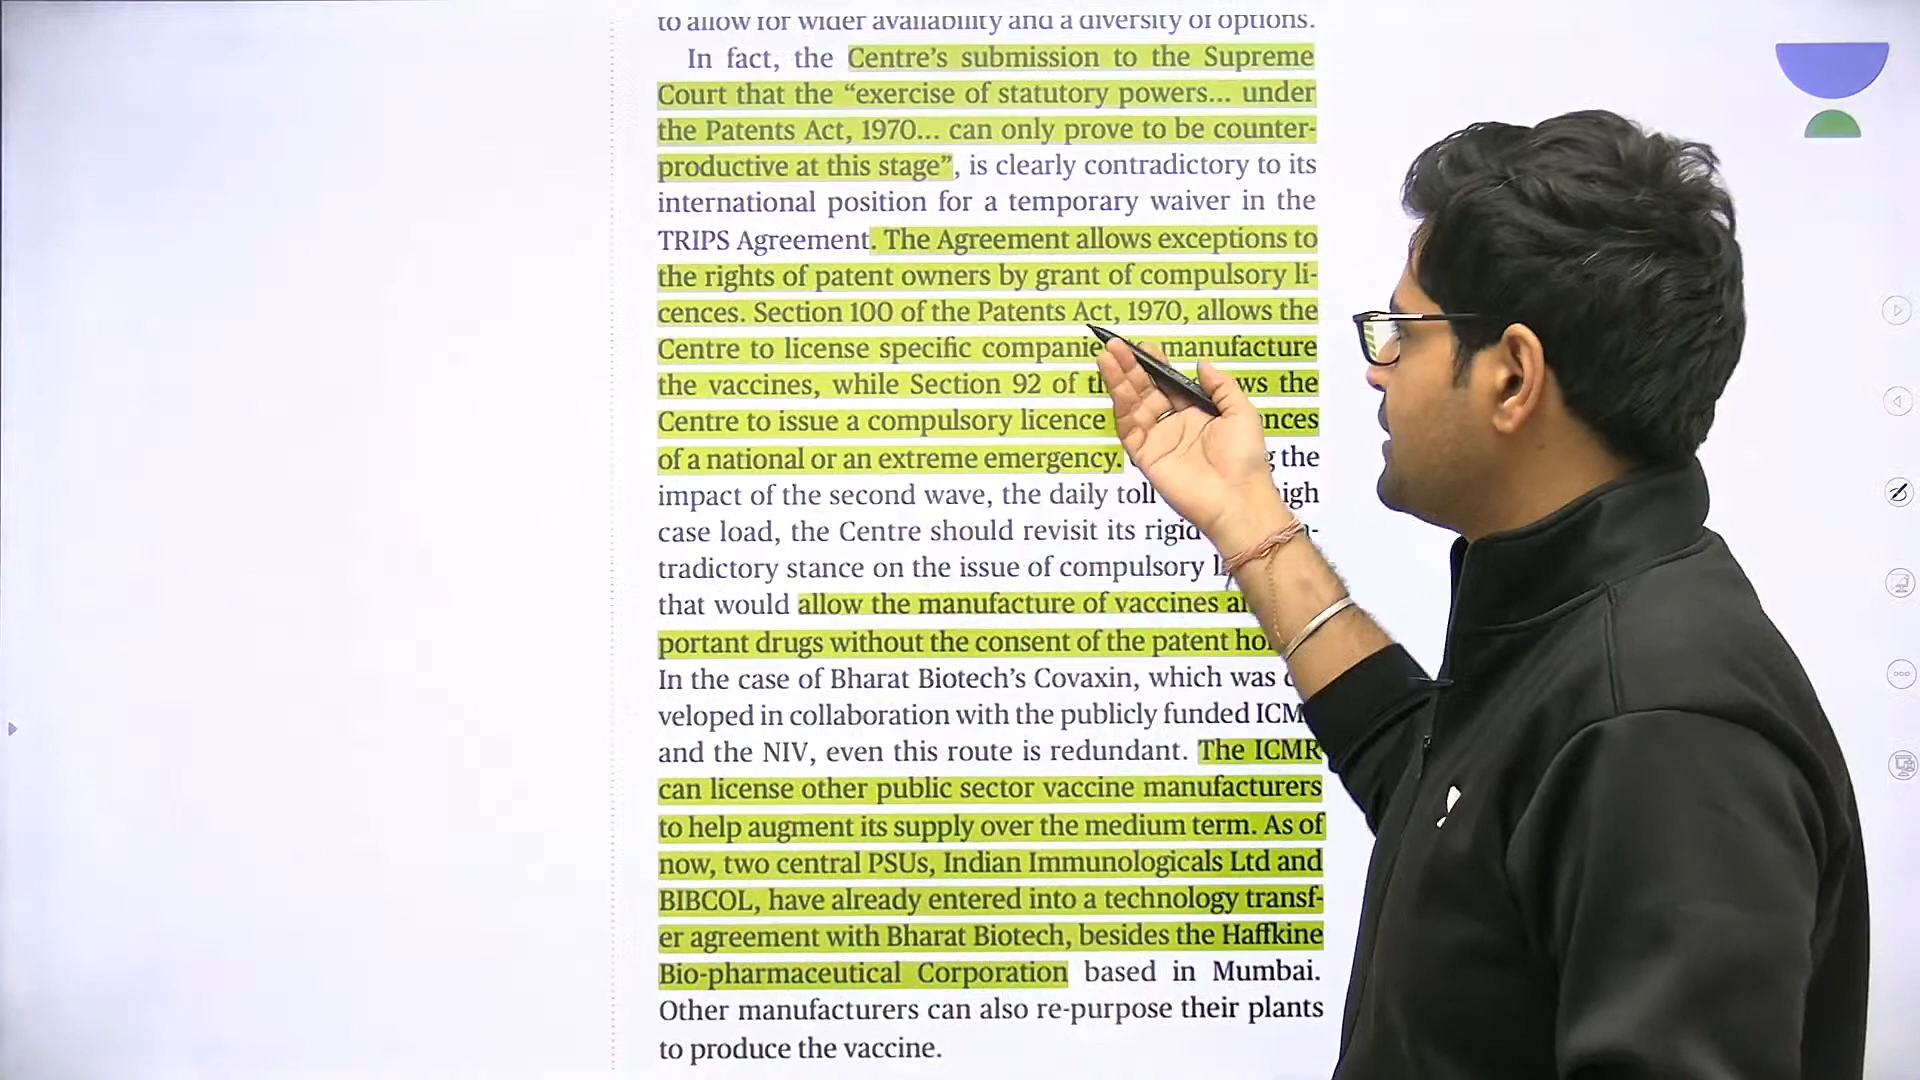 to allow for wider availability and a diversity of options.
In fact, the Centre’s submission to the Supreme
Court that the “exercise of statutory powers... under
the Patents Act, 1970... can only prove to be counter-
productive at this stage”, is clearly contradictory to its
international position for a temporary waiver in the
TRIPS Agreement. The Agreement allows exceptions to
the rights of patent owners by grant of compulsory li-
cences. Section 100 of the Patents Act, 1970, allows the
Centre to license specific companies manufacture
the vaccines, while Section 92 of the
Centre to issue a compulsory licence
of a national or an extreme emergency. the
impact of the second wave, the daily toll
case load, the Centre should revisit its rigid
tradictory stance on the issue of compulsory
that would allow the manufacture of vaccines
portant drugs without the consent of the patent
In the case of Bharat Biotech’s Covaxin, which was
veloped in collaboration with the publicly funded ICM
and the NIV, even this route is redundant. The ICMR
can license other public sector vaccine manufacturers
to help augment its supply over the medium term. As of
now, two central PSUs, Indian Immunologicals Ltd and
BIBCOL, have already entered into a technology transf-
er agreement with Bharat Biotech, besides the Haffkine
Bio-pharmaceutical Corporation based in Mumbai.
Other manufacturers can also re-purpose their plants
to produce the vaccine.